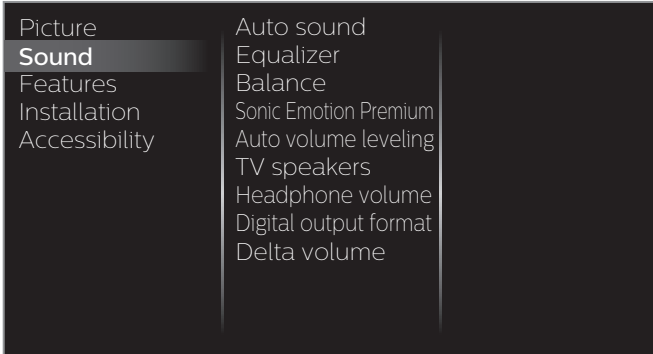 Picture
Sound
Features
Installation
Accessibility
Auto sound
Equalizer
Balance
Sonic Emotion Premium
Auto volume leveling
TV speakers
Headphone volume
Digital output format
Delta volume